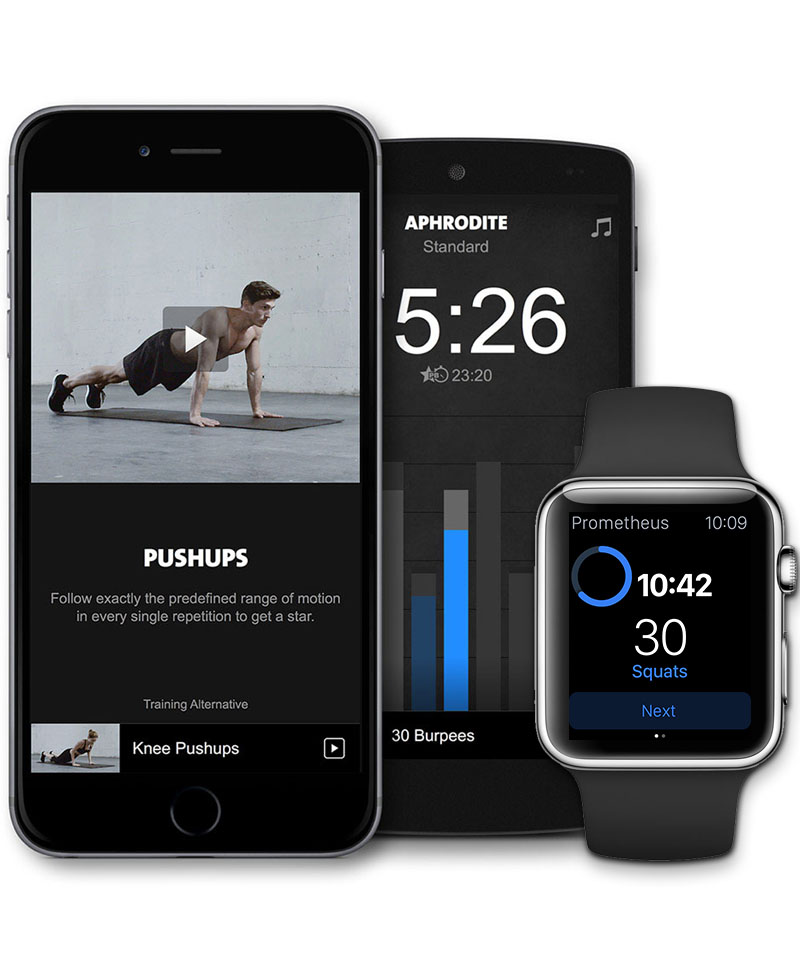 PUSHUPS
Follow exactly the predefined range of motion
in every single repetition to get a star.
Training Alternative
Knee Pushups
APHRODITE
Standard
5:26
PB
23:20
30 Burpees
Prometheus 10:09
10:42
30
Squats
Next